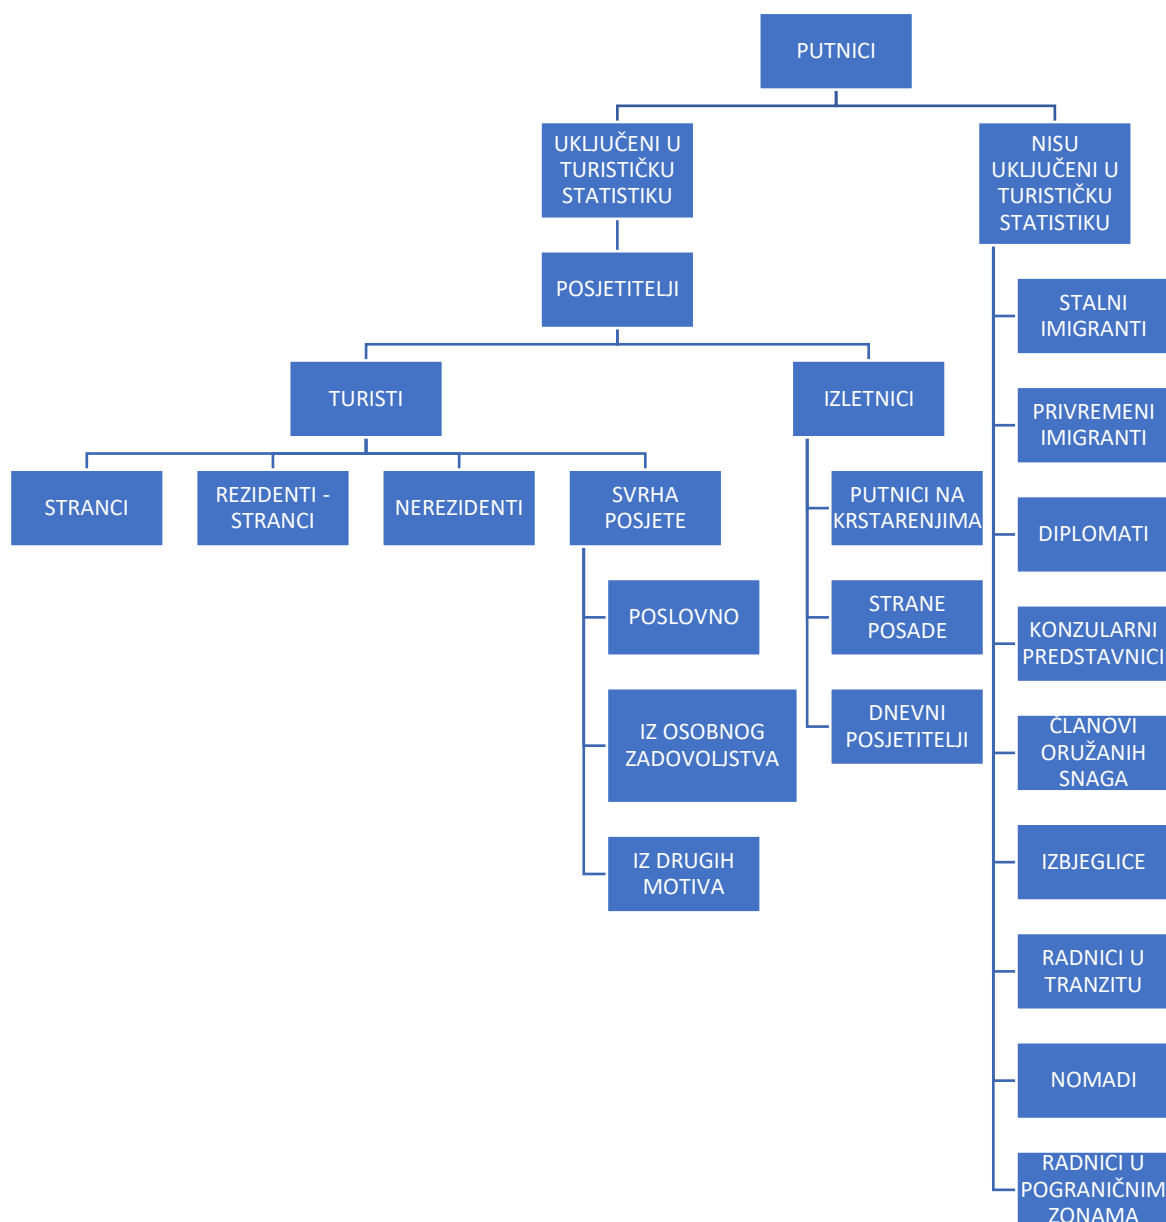 PUTNICI
UKLJUČENI U
TURISTIČKU
STATISTIKU
NISU
UKLJUČENI U
TURISTIČKU
STATISTIKU
POSJETITELJI
TURISTI
IZLETNICI
STRANCI
REZIDENTI -
STRANCI
NEREZIDENTI
SVRHA
POSJETE
POSLOVNO
IZ OSOBNOG
ZADOVOLJSTVA
IZ DRUGIH
MOTIVA
PUTNICI NA
KRSTARENJIMA
STRANE
POSADE
DNEVNI
POSJETITELJI
STALNI
IMIGRANTI
PRIVREMENI
IMIGRANTI
DIPLOMATI
KONZULARNI
PREDSTAVNICI
ČLANOVI
ORUŽANIH
SNAGA
IZBJEGLICE
RADNICI U
TRANZITU
NOMADI
RADNICI U
POGRANIČNIM
ZONAMA